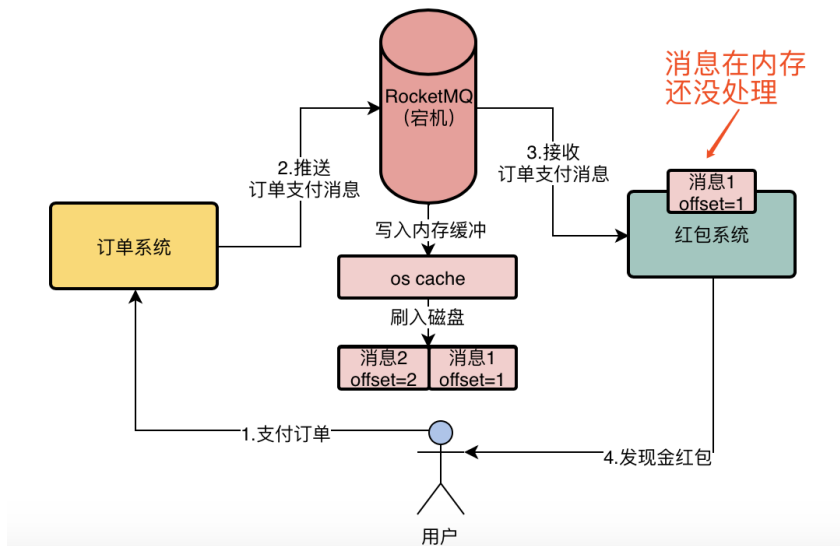 消息在内存
还没处理
RocketMQ
（宕机）
2.推送
订单支付消息
3.接收
订单支付消息
消息1
offset=1
订单系统
红包系统
写入内存缓冲
os cache
刷入磁盘
消息2
offset=2
消息1
offset=1
1.支付订单
4.发现金红包
用户